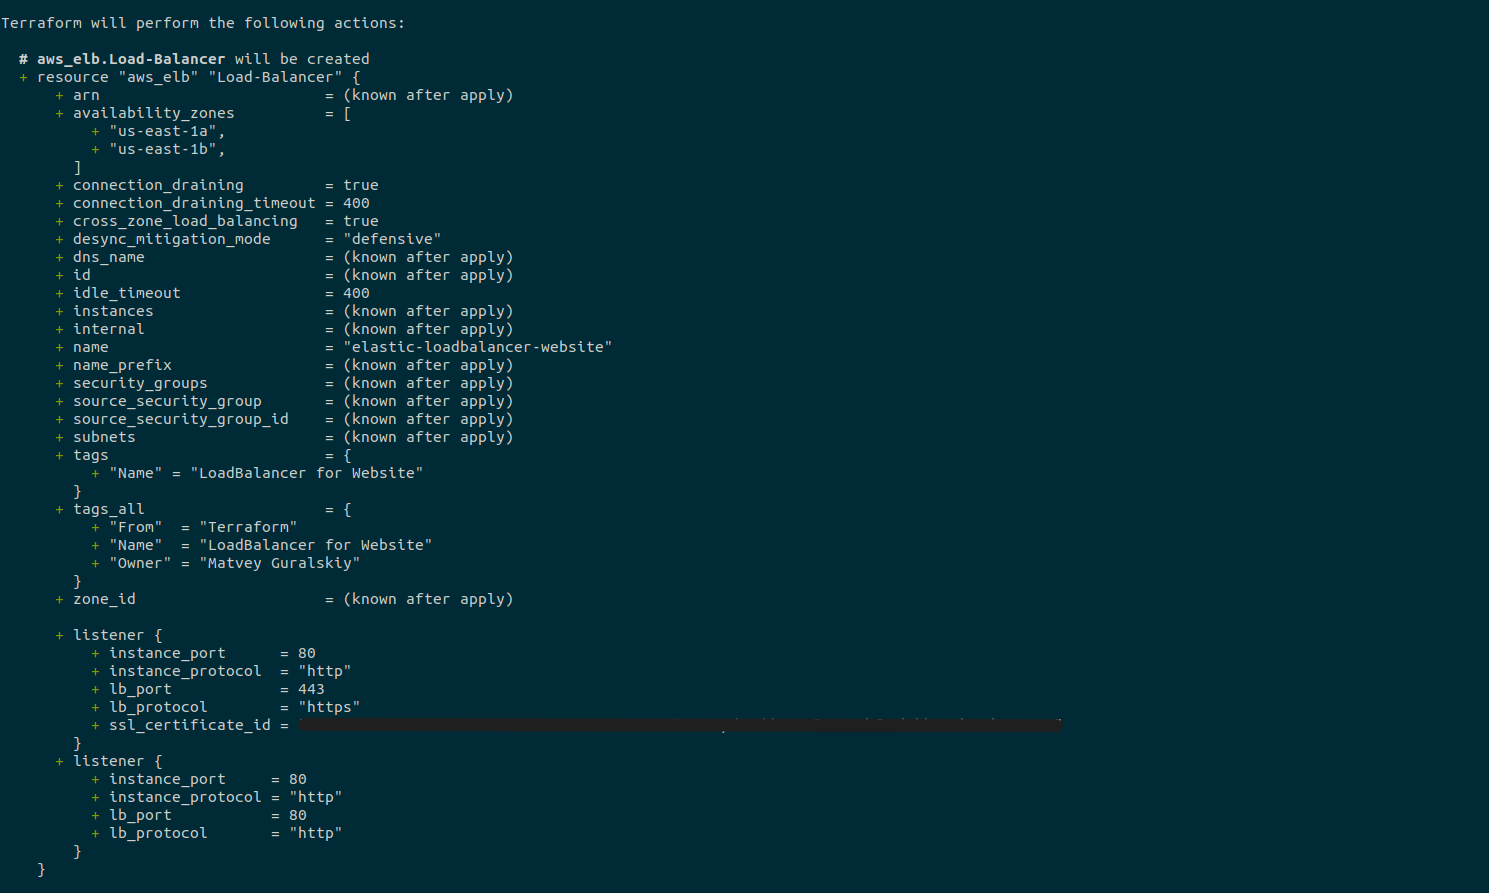 Terraform will perform the following actions:
# aws_elb.Load-Balancer will be created
+ resource "aws_elb" "Load-Balancer" {
+ arn = (known after apply)
+ availability_zones = [
+ "us-east-1a",
+ "us-east-1b",
]
+ connection_draining = true
+ connection_draining_timeout = 400
+ cross_zone_load_balancing = true
+ desync_mitigation_mode = "defensive"
+ dns_name = (known after apply)
+ id = (known after apply)
+ idle_timeout = 400
+ instances = (known after apply)
+ internal = (known after apply)
+ name = "elastic-loadbalancer-website"
+ name_prefix = (known after apply)
+ security_groups = (known after apply)
+ source_security_group = (known after apply)
+ source_security_group_id = (known after apply)
+ subnets = (known after apply)
+ tags = {
+ "Name" = "LoadBalancer for Website"
}
+ tags_all = {
+ "From" = "Terraform"
+ "Name" = "LoadBalancer for Website"
+ "Owner" = "Matvey Guralskiy"
}
+ zone_id = (known after apply)
+ listener {
+ instance_port = 80
+ instance_protocol = "http"
+ lb_port = 443
+ lb_protocol = "https"
+ ssl_certificate_id =
}
+ listener {
+ instance_port = 80
+ instance_protocol = "http"
+ lb_port = 80
+ lb_protocol = "http"
}
}